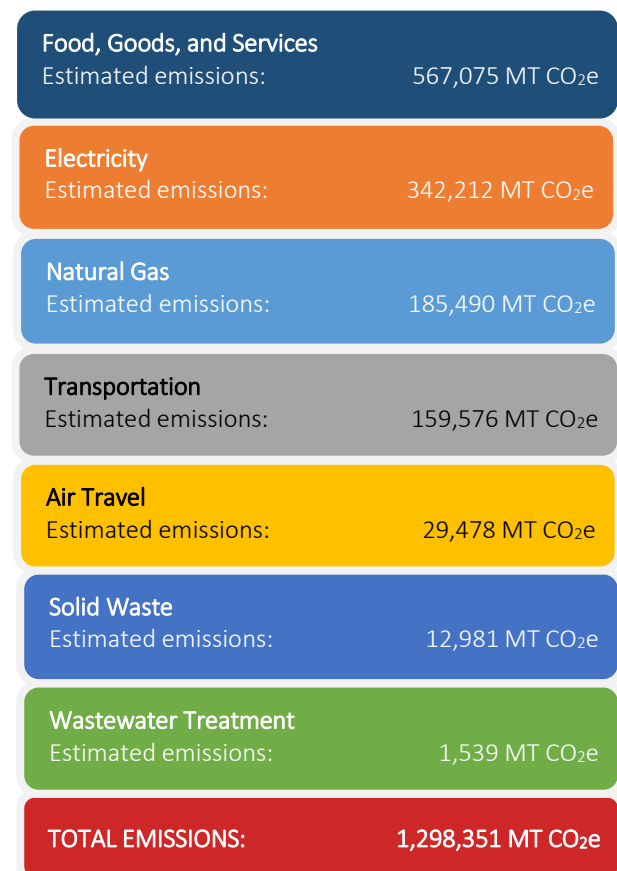 Food, Goods, and Services
Estimated emissions: 567,075 MT CO₂e
Electricity
Estimated emissions: 342,212 MT CO₂e
Natural Gas
Estimated emissions: 185,490 MT CO₂e
Transportation
Estimated emissions: 159,576 MT CO₂e
Air Travel
Estimated emissions: 29,478 MT CO₂e
Solid Waste
Estimated emissions: 12,981 MT CO₂e
Wastewater Treatment
Estimated emissions: 1,539 MT CO₂e
TOTAL EMISSIONS: 1,298,351 MT CO₂e